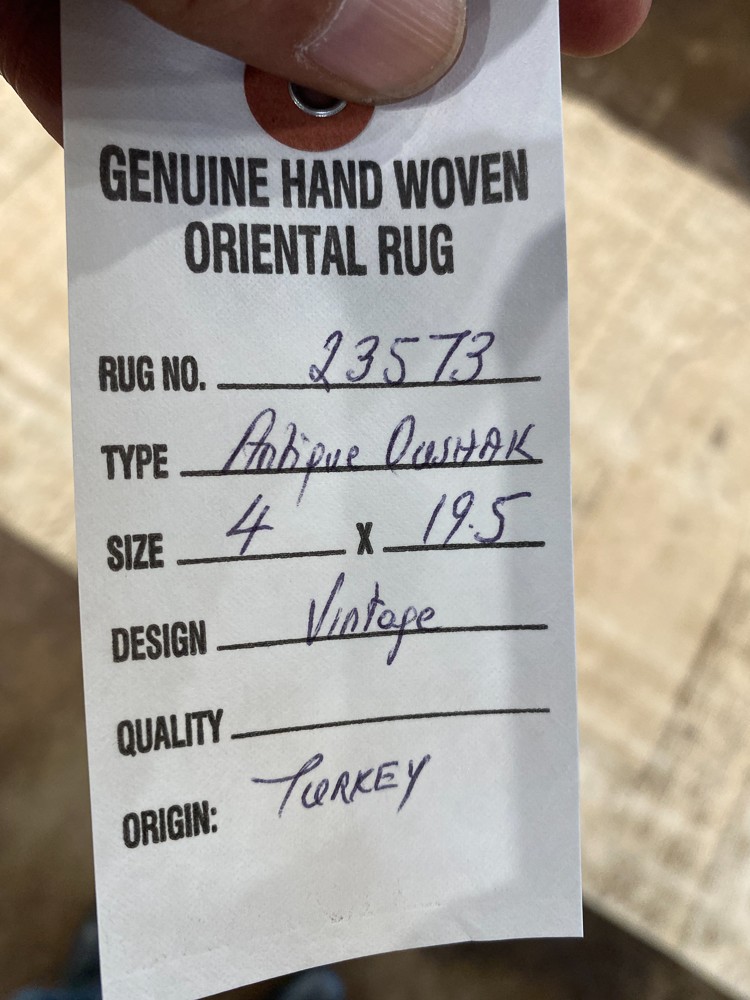 GENUINE HAND WOVEN
ORIENTAL RUG
RUG NO. 23573
TYPE Antique OUSHAK
SIZE 4 X 19.5
DESIGN Vintage
QUALITY
ORIGIN: TURKEY